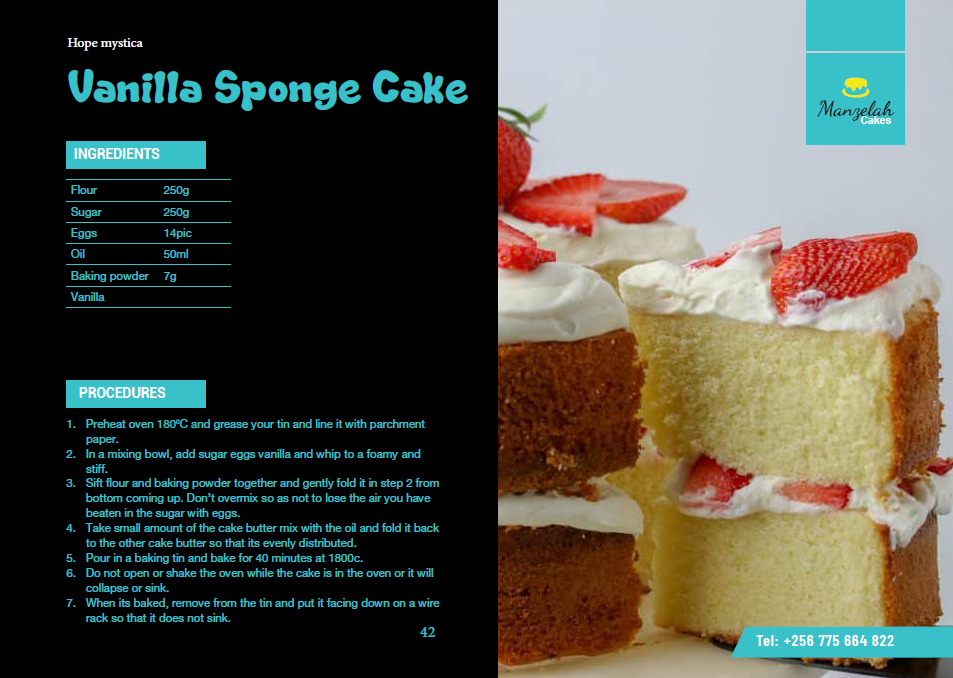 Hope mystica
Vanilla Sponge Cake
INGREDIENTS
Flour 250g
Sugar 250g
Eggs 14pic
Oil 50ml
Baking powder 7g
Vanilla
PROCEDURES
1. Preheat oven 180ºC and grease your tin and line it with parchment
paper.
2. In a mixing bowl, add sugar eggs vanilla and whip to a foamy and
stiff.
3. Sift flour and baking powder together and gently fold it in step 2 from
bottom coming up. Don’t overmix so as not to lose the air you have
beaten in the sugar with eggs.
4. Take small amount of the cake butter mix with the oil and fold it back
to the other cake butter so that its evenly distributed.
5. Pour in a baking tin and bake for 40 minutes at 1800c.
6. Do not open or shake the oven while the cake is in the oven or it will
collapse or sink.
7. When its baked, remove from the tin and put it facing down on a wire
rack so that it does not sink.
42
Manzelah
Cakes
Tel: +256 775 664 822